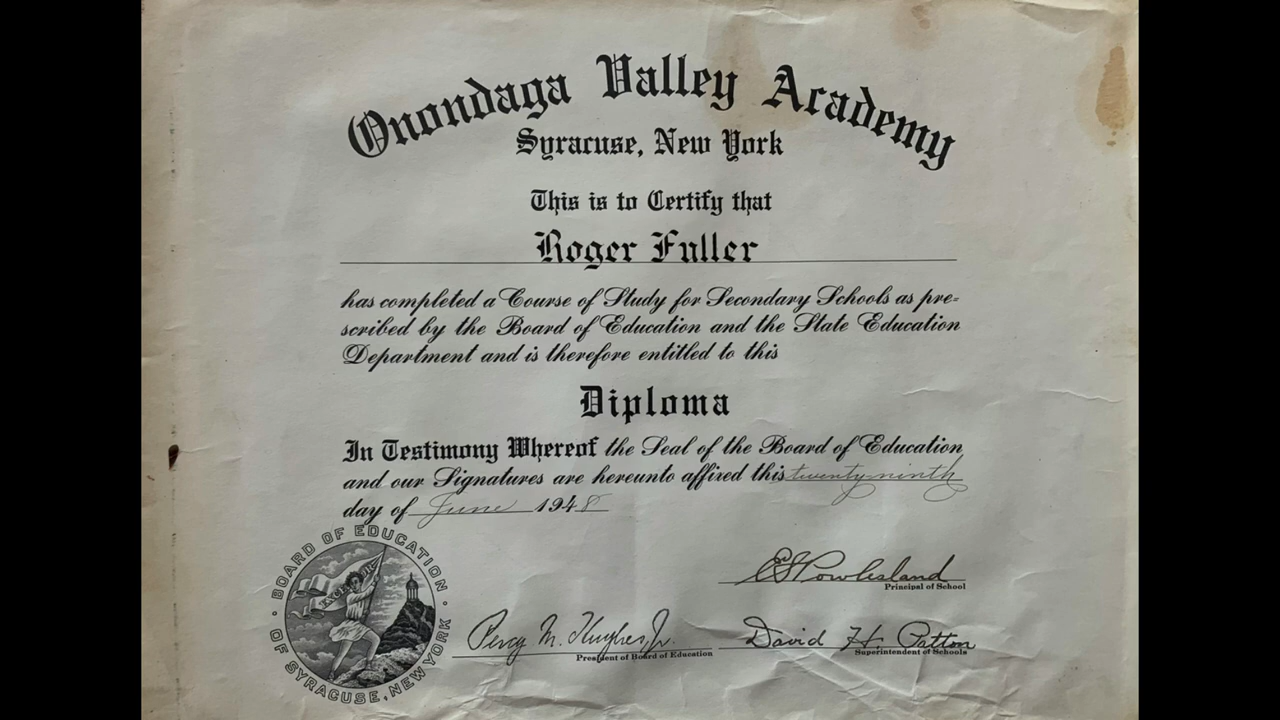 Onondaga Valley Academy
Syracuse, New York
This is to Certify that
Roger Fuller
has completed a Course of Study for Secondary Schools as pre-
scribed by the Board of Education and the State Education
Department and is therefore entitled to this
Diploma
In Testimony Whereof the Seal of the Board of Education
and our Signatures are hereunto affixed this twenty ninth
day of June 1948
BOARD OF EDUCATION
OF SYRACUSE, NEW YORK
Principal of School
Percy M. Hughes, Jr.
President of Board of Education
David H. Patton
Superintendent of Schools